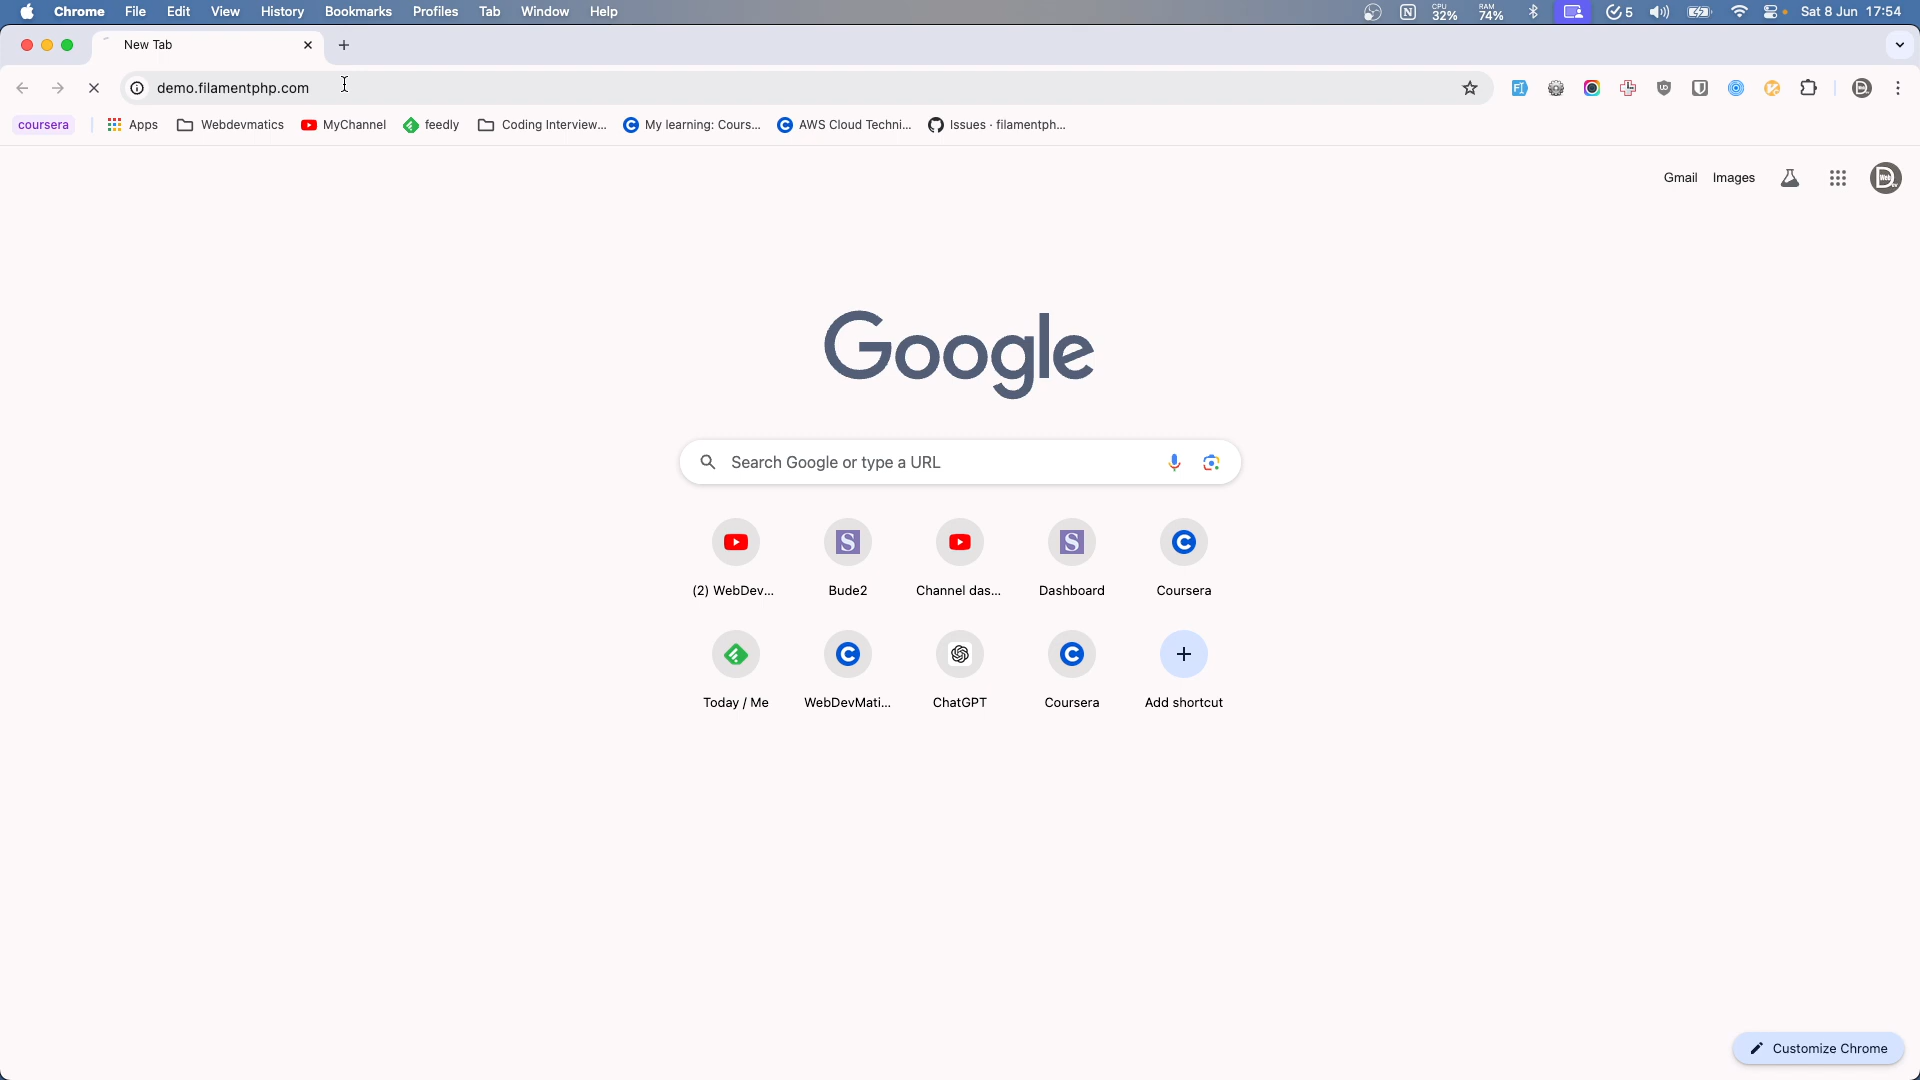 Chrome File Edit View History Bookmarks Profiles Tab Window Help CPU 32% RAM 74% 5 Sat 8 Jun 17:54
New Tab
demo.filamentphp.com
coursera Apps Webdevmatics MyChannel feedly Coding Interview... My learning: Cours... AWS Cloud Techni... Issues · filamentph...
Gmail Images
Google
Search Google or type a URL
(2) WebDev... Bude2 Channel das... Dashboard Coursera
Today / Me WebDevMati... ChatGPT Coursera Add shortcut
Customize Chrome